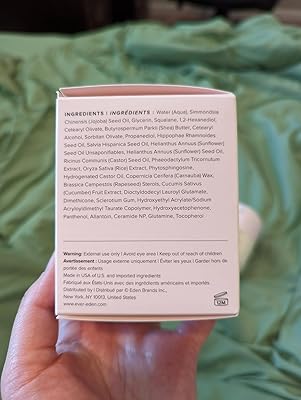 INGREDIENTS | INGRÉDIENTS : Water (Aqua), Simmondsia
Chinensis (Jojoba) Seed Oil, Glycerin, Squalane, 1,2-Hexanediol,
Cetearyl Olivate, Butyrospermum Parkii (Shea) Butter, Cetearyl
Alcohol, Sorbitan Olivate, Propanediol, Hippophae Rhamnoides
Seed Oil, Salvia Hispanica Seed Oil, Helianthus Annuus (Sunflower)
Seed Oil Unsaponifiables, Helianthus Annuus (Sunflower) Seed Oil,
Ricinus Communis (Castor) Seed Oil, Phaeodactylum Tricornutum
Extract, Oryza Sativa (Rice) Extract, Phytosphingosine,
Hydrogenated Castor Oil, Copernicia Cerifera (Carnauba) Wax,
Brassica Campestris (Rapeseed) Sterols, Cucumis Sativus
(Cucumber) Fruit Extract, Dioctyldodecyl Lauroyl Glutamate,
Dimethicone, Sclerotium Gum, Hydroxyethyl Acrylate/Sodium
Acryloyldimethyl Taurate Copolymer, Hydroxyacetophenone,
Panthenol, Allantoin, Ceramide NP, Glutamine, Tocopherol
Warning: External use only | Avoid eye area | Keep out of reach of children
Avertissement : Usage externe uniquement | Éviter les yeux | Garder hors de
portée des enfants
Made in USA of U.S. and imported ingredients
Fabriqué aux États-Unis avec des ingrédients américains et importés
Distributed by | Distribué par © Eden Brands Inc.
New York, NY 10013, United States
www.ever-eden.com
12M